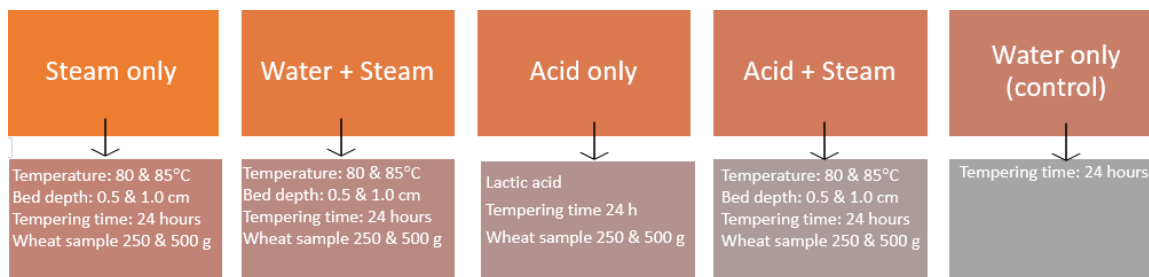 Steam only
Water + Steam
Acid only
Acid + Steam
Water only
(control)
Temperature: 80 & 85°C
Bed depth: 0.5 & 1.0 cm
Tempering time: 24 hours
Wheat sample 250 & 500 g
Temperature: 80 & 85°C
Bed depth: 0.5 & 1.0 cm
Tempering time: 24 hours
Wheat sample 250 & 500 g
Lactic acid
Tempering time 24 h
Wheat sample 250 & 500 g
Temperature: 80 & 85°C
Bed depth: 0.5 & 1.0 cm
Tempering time: 24 hours
Wheat sample 250 & 500 g
Tempering time: 24 hours